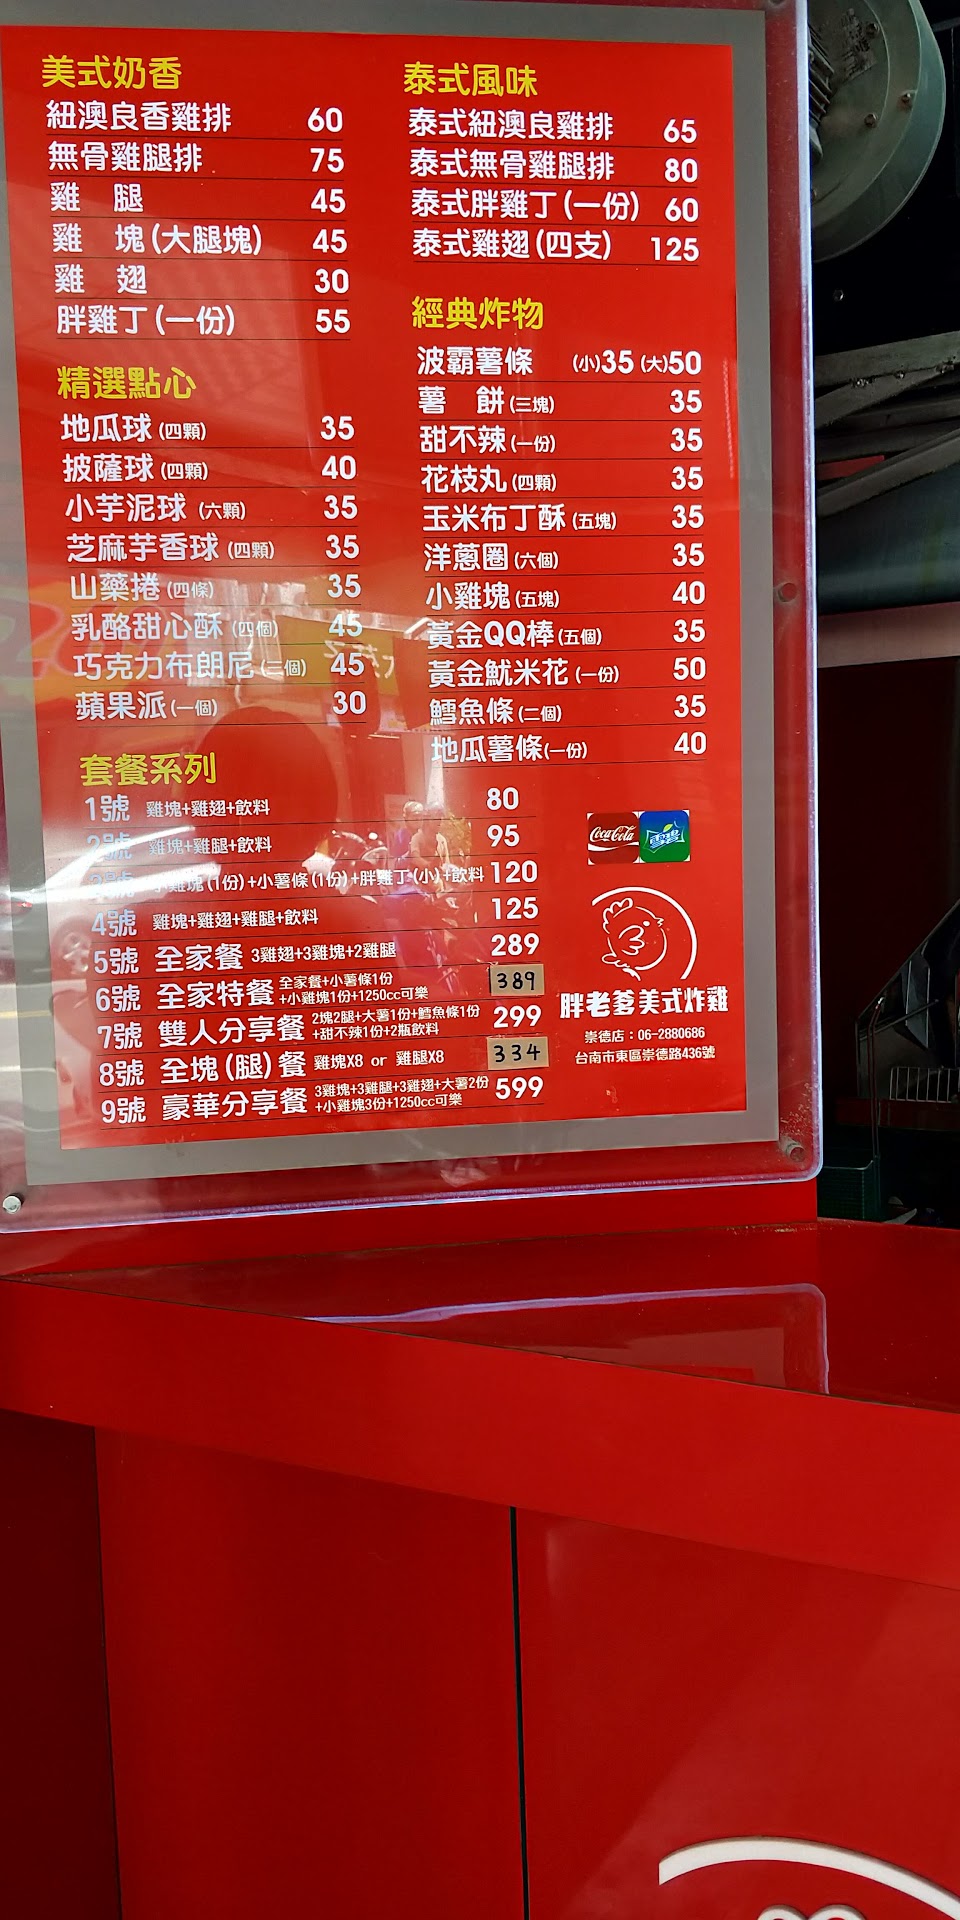 美式奶香
紐澳良香雞排 60
無骨雞腿排 75
雞 腿 45
雞 塊(大腿塊) 45
雞 翅 30
胖雞丁(一份) 55
精選點心
地瓜球(四顆) 35
披薩球(四顆) 40
小芋泥球(六顆) 35
芝麻芋香球(四顆) 35
山藥捲(四條) 35
乳酪甜心酥(四個) 45
巧克力布朗尼(三個) 45
蘋果派(一個) 30
泰式風味
泰式紐澳良雞排 65
泰式無骨雞腿排 80
泰式胖雞丁(一份) 60
泰式雞翅(四支) 125
經典炸物
波霸薯條 (小)35 (大)50
薯 餅(三塊) 35
甜不辣(一份) 35
花枝丸(四顆) 35
玉米布丁酥(五塊) 35
洋蔥圈(六個) 35
小雞塊(五塊) 40
黃金QQ棒(五個) 35
黃金魷米花(一份) 50
鱈魚條(二個) 35
地瓜薯條(一份) 40
套餐系列
1號 雞塊+雞翅+飲料 80
2號 雞塊+雞腿+飲料 95
小雞塊(1份)+小薯條(1份)+胖雞丁(小)+飲料 120
4號 雞塊+雞翅+雞腿+飲料 125
5號 全家餐 3雞翅+3雞塊+2雞腿 289
6號 全家特餐 全家餐+小薯條1份 389
+小雞塊1份+1250cc可樂
7號 雙人分享餐 2塊2腿+大薯1份+鱈魚條1份 299
+甜不辣1份+2瓶飲料
8號 全塊(腿)餐 雞塊X8 or 雞腿X8 334
9號 豪華分享餐 3雞塊+3雞腿+3雞翅+大薯2份 599
+小雞塊3份+1250cc可樂
Coca-Cola
雪碧
胖老爹美式炸雞
崇德店：06-2880686
台南市東區崇德路436號